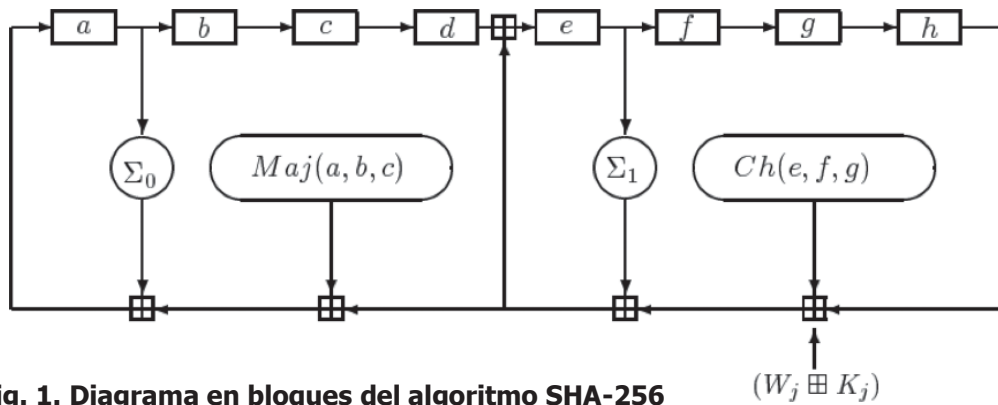 a b c d e f g h
Σ₀ Maj(a, b, c) Σ₁ Ch(e, f, g)
(Wⱼ ⊞ Kⱼ)
ig. 1. Diagrama en bloques del algoritmo SHA-256